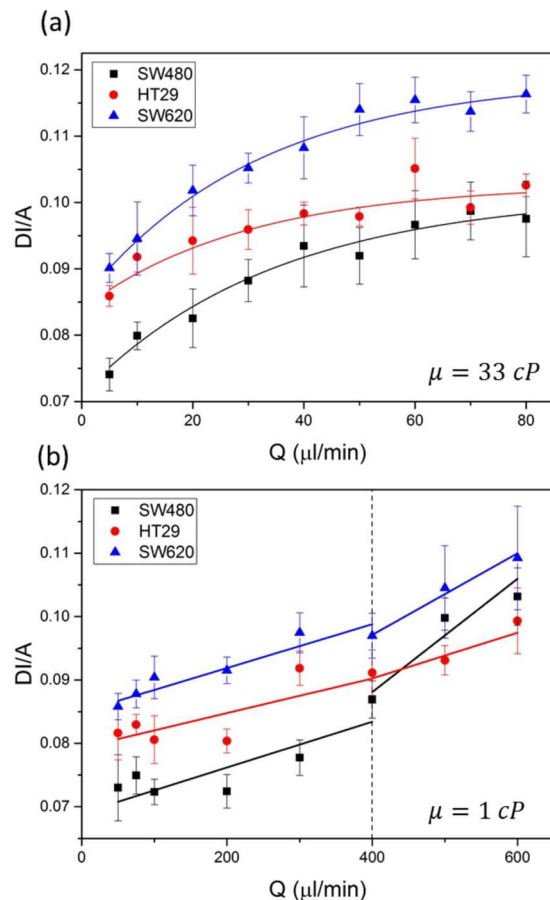 (a)
0.12
0.11
0.10
0.09
0.08
0.07
DI/A
SW480
HT29
SW620
μ = 33 cP
0
20
40
60
80
Q (μl/min)
(b)
0.12
0.11
0.10
0.09
0.08
0.07
DI/A
SW480
HT29
SW620
μ = 1 cP
0
200
400
600
Q (μl/min)